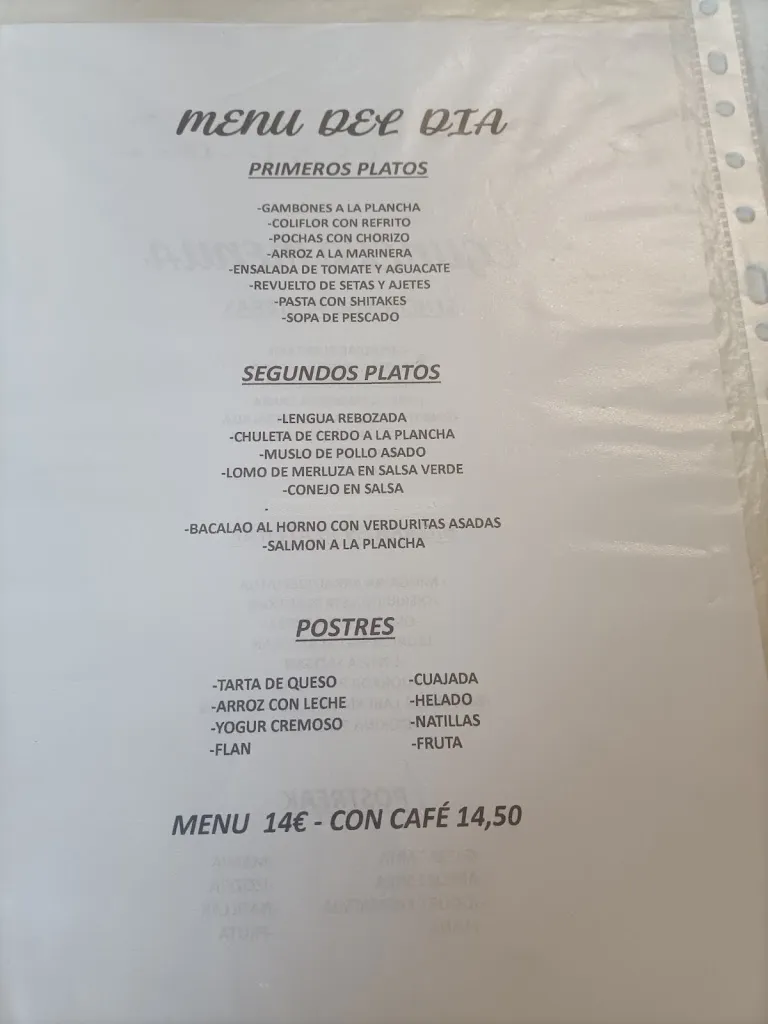 MENU DEL DIA
PRIMEROS PLATOS
-GAMBONES A LA PLANCHA
-COLIFLOR CON REFRITO
-POCHAS CON CHORIZO
-ARROZ A LA MARINERA
-ENSALADA DE TOMATE Y AGUACATE
-REVUELTO DE SETAS Y AJETES
-PASTA CON SHITAKES
-SOPA DE PESCADO
SEGUNDOS PLATOS
-LENGUA REBOZADA
-CHULETA DE CERDO A LA PLANCHA
-MUSLO DE POLLO ASADO
-LOMO DE MERLUZA EN SALSA VERDE
-CONEJO EN SALSA
-
-BACALAO AL HORNO CON VERDURITAS ASADAS
-SALMON A LA PLANCHA
POSTRES
-TARTA DE QUESO -CUAJADA
-ARROZ CON LECHE -HELADO
-YOGUR CREMOSO -NATILLAS
-FLAN -FRUTA
MENU 14€ - CON CAFÉ 14,50